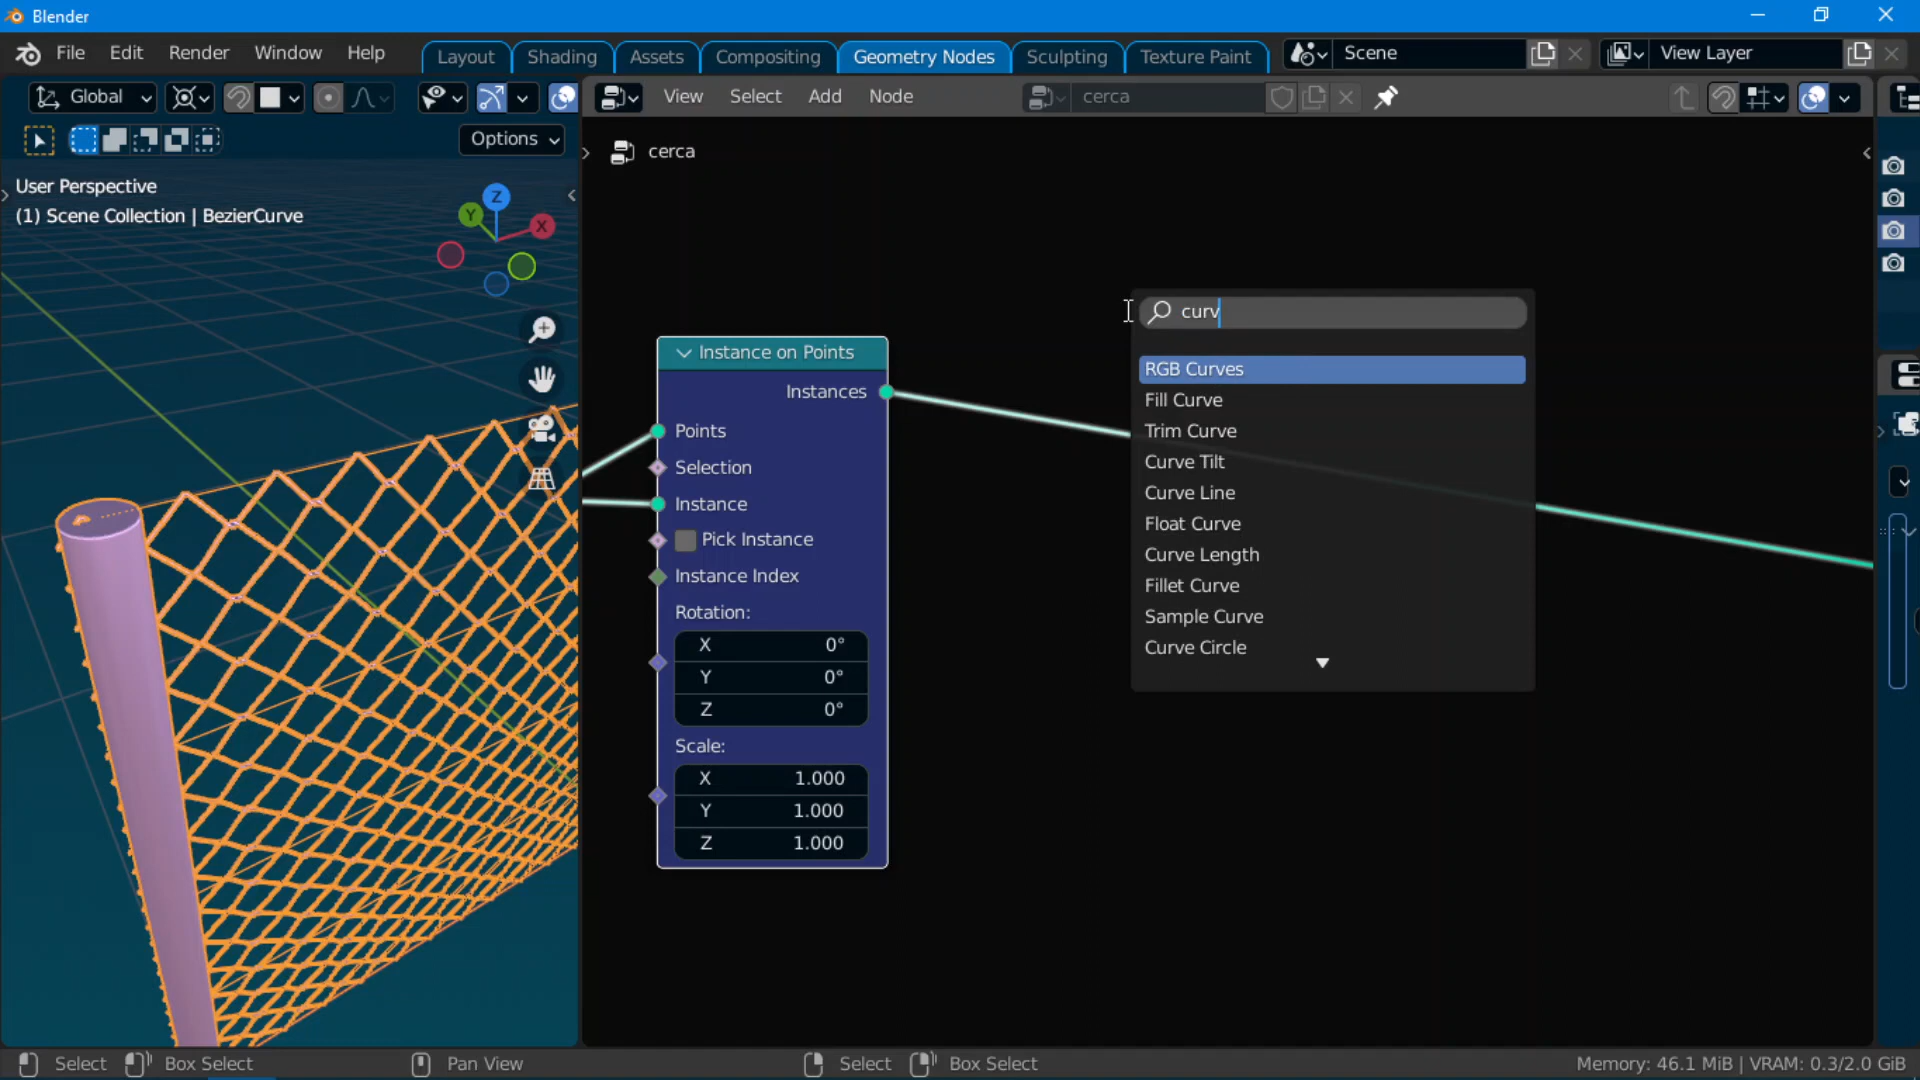 Blender
File Edit Render Window Help Layout Shading Assets Compositing Geometry Nodes Sculpting Texture Paint Scene View Layer
Global View Select Add Node cerca
Options
cerca
User Perspective
(1) Scene Collection | BezierCurve
Z
Y
X
curv
RGB Curves
Fill Curve
Trim Curve
Curve Tilt
Curve Line
Float Curve
Curve Length
Fillet Curve
Sample Curve
Curve Circle
Instance on Points
Instances
Points
Selection
Instance
Pick Instance
Instance Index
Rotation:
X 0°
Y 0°
Z 0°
Scale:
X 1.000
Y 1.000
Z 1.000
Select Box Select Pan View Select Box Select Memory: 46.1 MiB | VRAM: 0.3/2.0 GiB